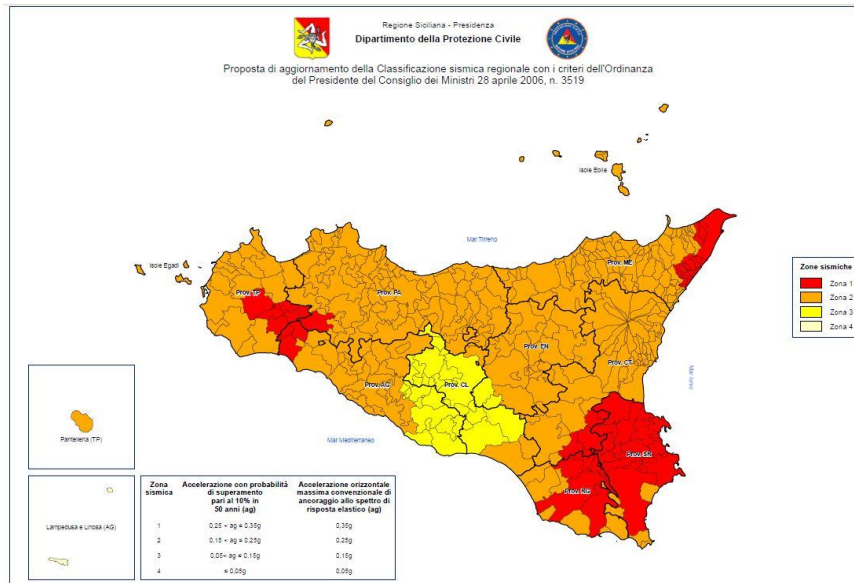 Regione Siciliana - Presidenza
Dipartimento della Protezione Civile
Proposta di aggiornamento della Classificazione sismica regionale con i criteri dell'Ordinanza
del Presidente del Consiglio dei Ministri 28 aprile 2006, n. 3519
Isole Eolie
Mar Tirreno
Isole Egadi
Prov. ME
Prov. TP
Prov. PA
Prov. EN
Prov. CT
Prov. AG
Prov. CL
Mar Ionio
Mar Mediterraneo
Prov. SR
Prov. RG
Zone sismiche
Zona 1
Zona 2
Zona 3
Zona 4
Pantelleria (TP)
Lampedusa e Linosa (AG)
Zona sismica
Accelerazione con probabilità di superamento pari al 10% in 50 anni (ag)
Accelerazione orizzontale massima convenzionale di ancoraggio allo spettro di risposta elastico (ag)
1 0,25 < ag ≤ 0,35g 0,35g
2 0,15 < ag ≤ 0,25g 0,25g
3 0,05< ag ≤ 0,15g 0,15g
4 ≤ 0,05g 0,05g